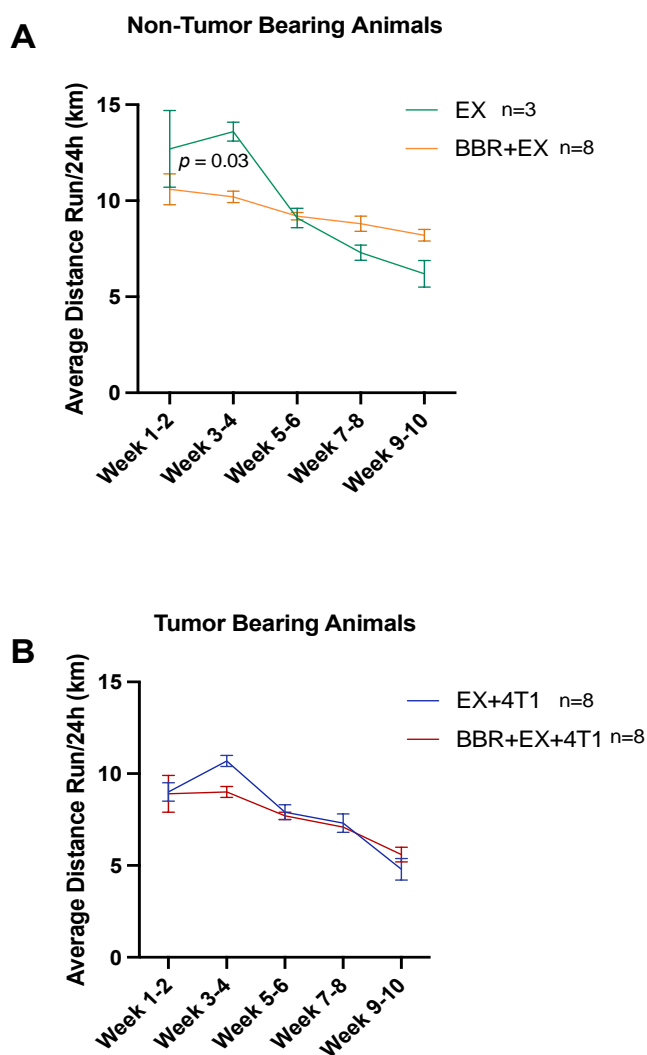 A
Non-Tumor Bearing Animals
Average Distance Run/24h (km)
15
10
5
0
p = 0.03
EX n=3
BBR+EX n=8
Week 1-2
Week 3-4
Week 5-6
Week 7-8
Week 9-10
B
Tumor Bearing Animals
Average Distance Run/24h (km)
15
10
5
0
EX+4T1 n=8
BBR+EX+4T1 n=8
Week 1-2
Week 3-4
Week 5-6
Week 7-8
Week 9-10